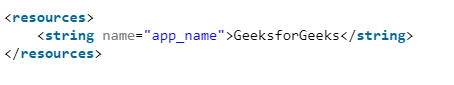 <resources>
    <string name="app_name">GeeksforGeeks</string>
</resources>